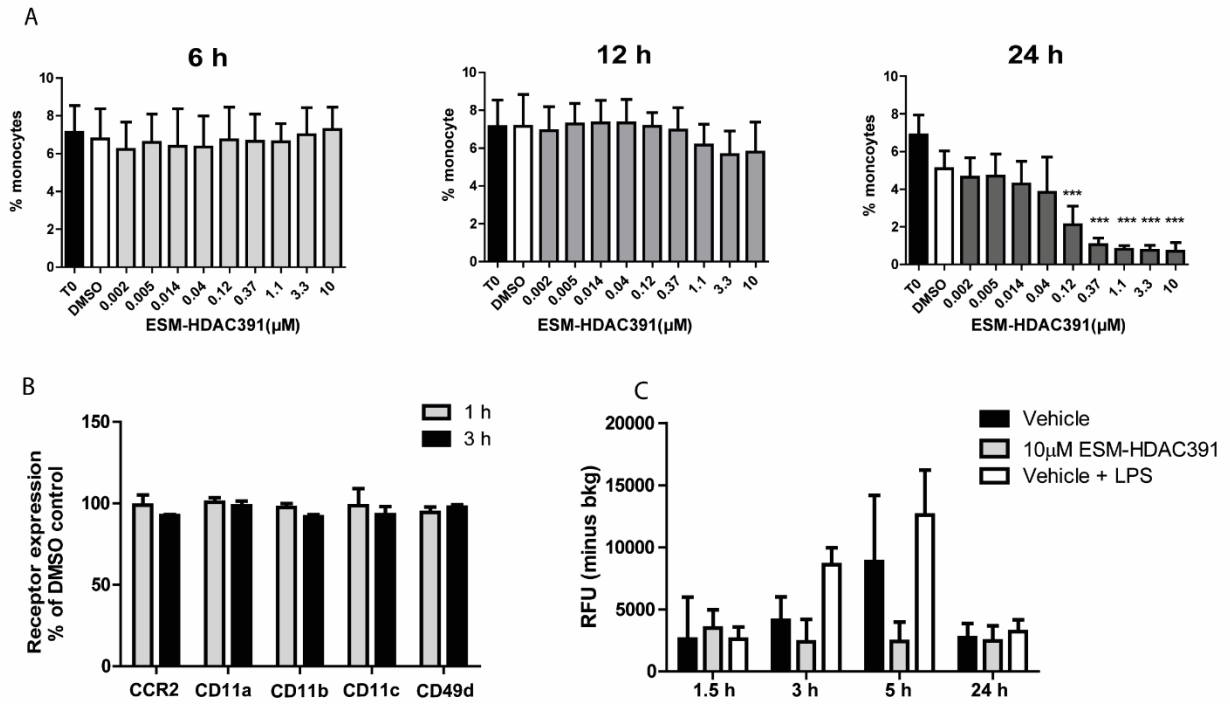 A
6 h
12 h
24 h
% monocytes
10
8
6
4
2
0
T0
DMSO
0.002
0.005
0.014
0.04
0.12
0.37
1.1
3.3
10
ESM-HDAC391(µM)
% monocyte
10
8
6
4
2
0
T0
DMSO
0.002
0.005
0.014
0.04
0.12
0.37
1.1
3.3
10
ESM-HDAC391(µM)
% moncoytes
10
8
6
4
2
0
***
***
***
***
***
T0
DMSO
0.002
0.005
0.014
0.04
0.12
0.37
1.1
3.3
10
ESM-HDAC391(µM)
B
Receptor expression
% of DMSO control
150
100
50
0
1 h
3 h
CCR2
CD11a
CD11b
CD11c
CD49d
C
RFU (minus bkg)
20000
15000
10000
5000
0
Vehicle
10µM ESM-HDAC391
Vehicle + LPS
1.5 h
3 h
5 h
24 h